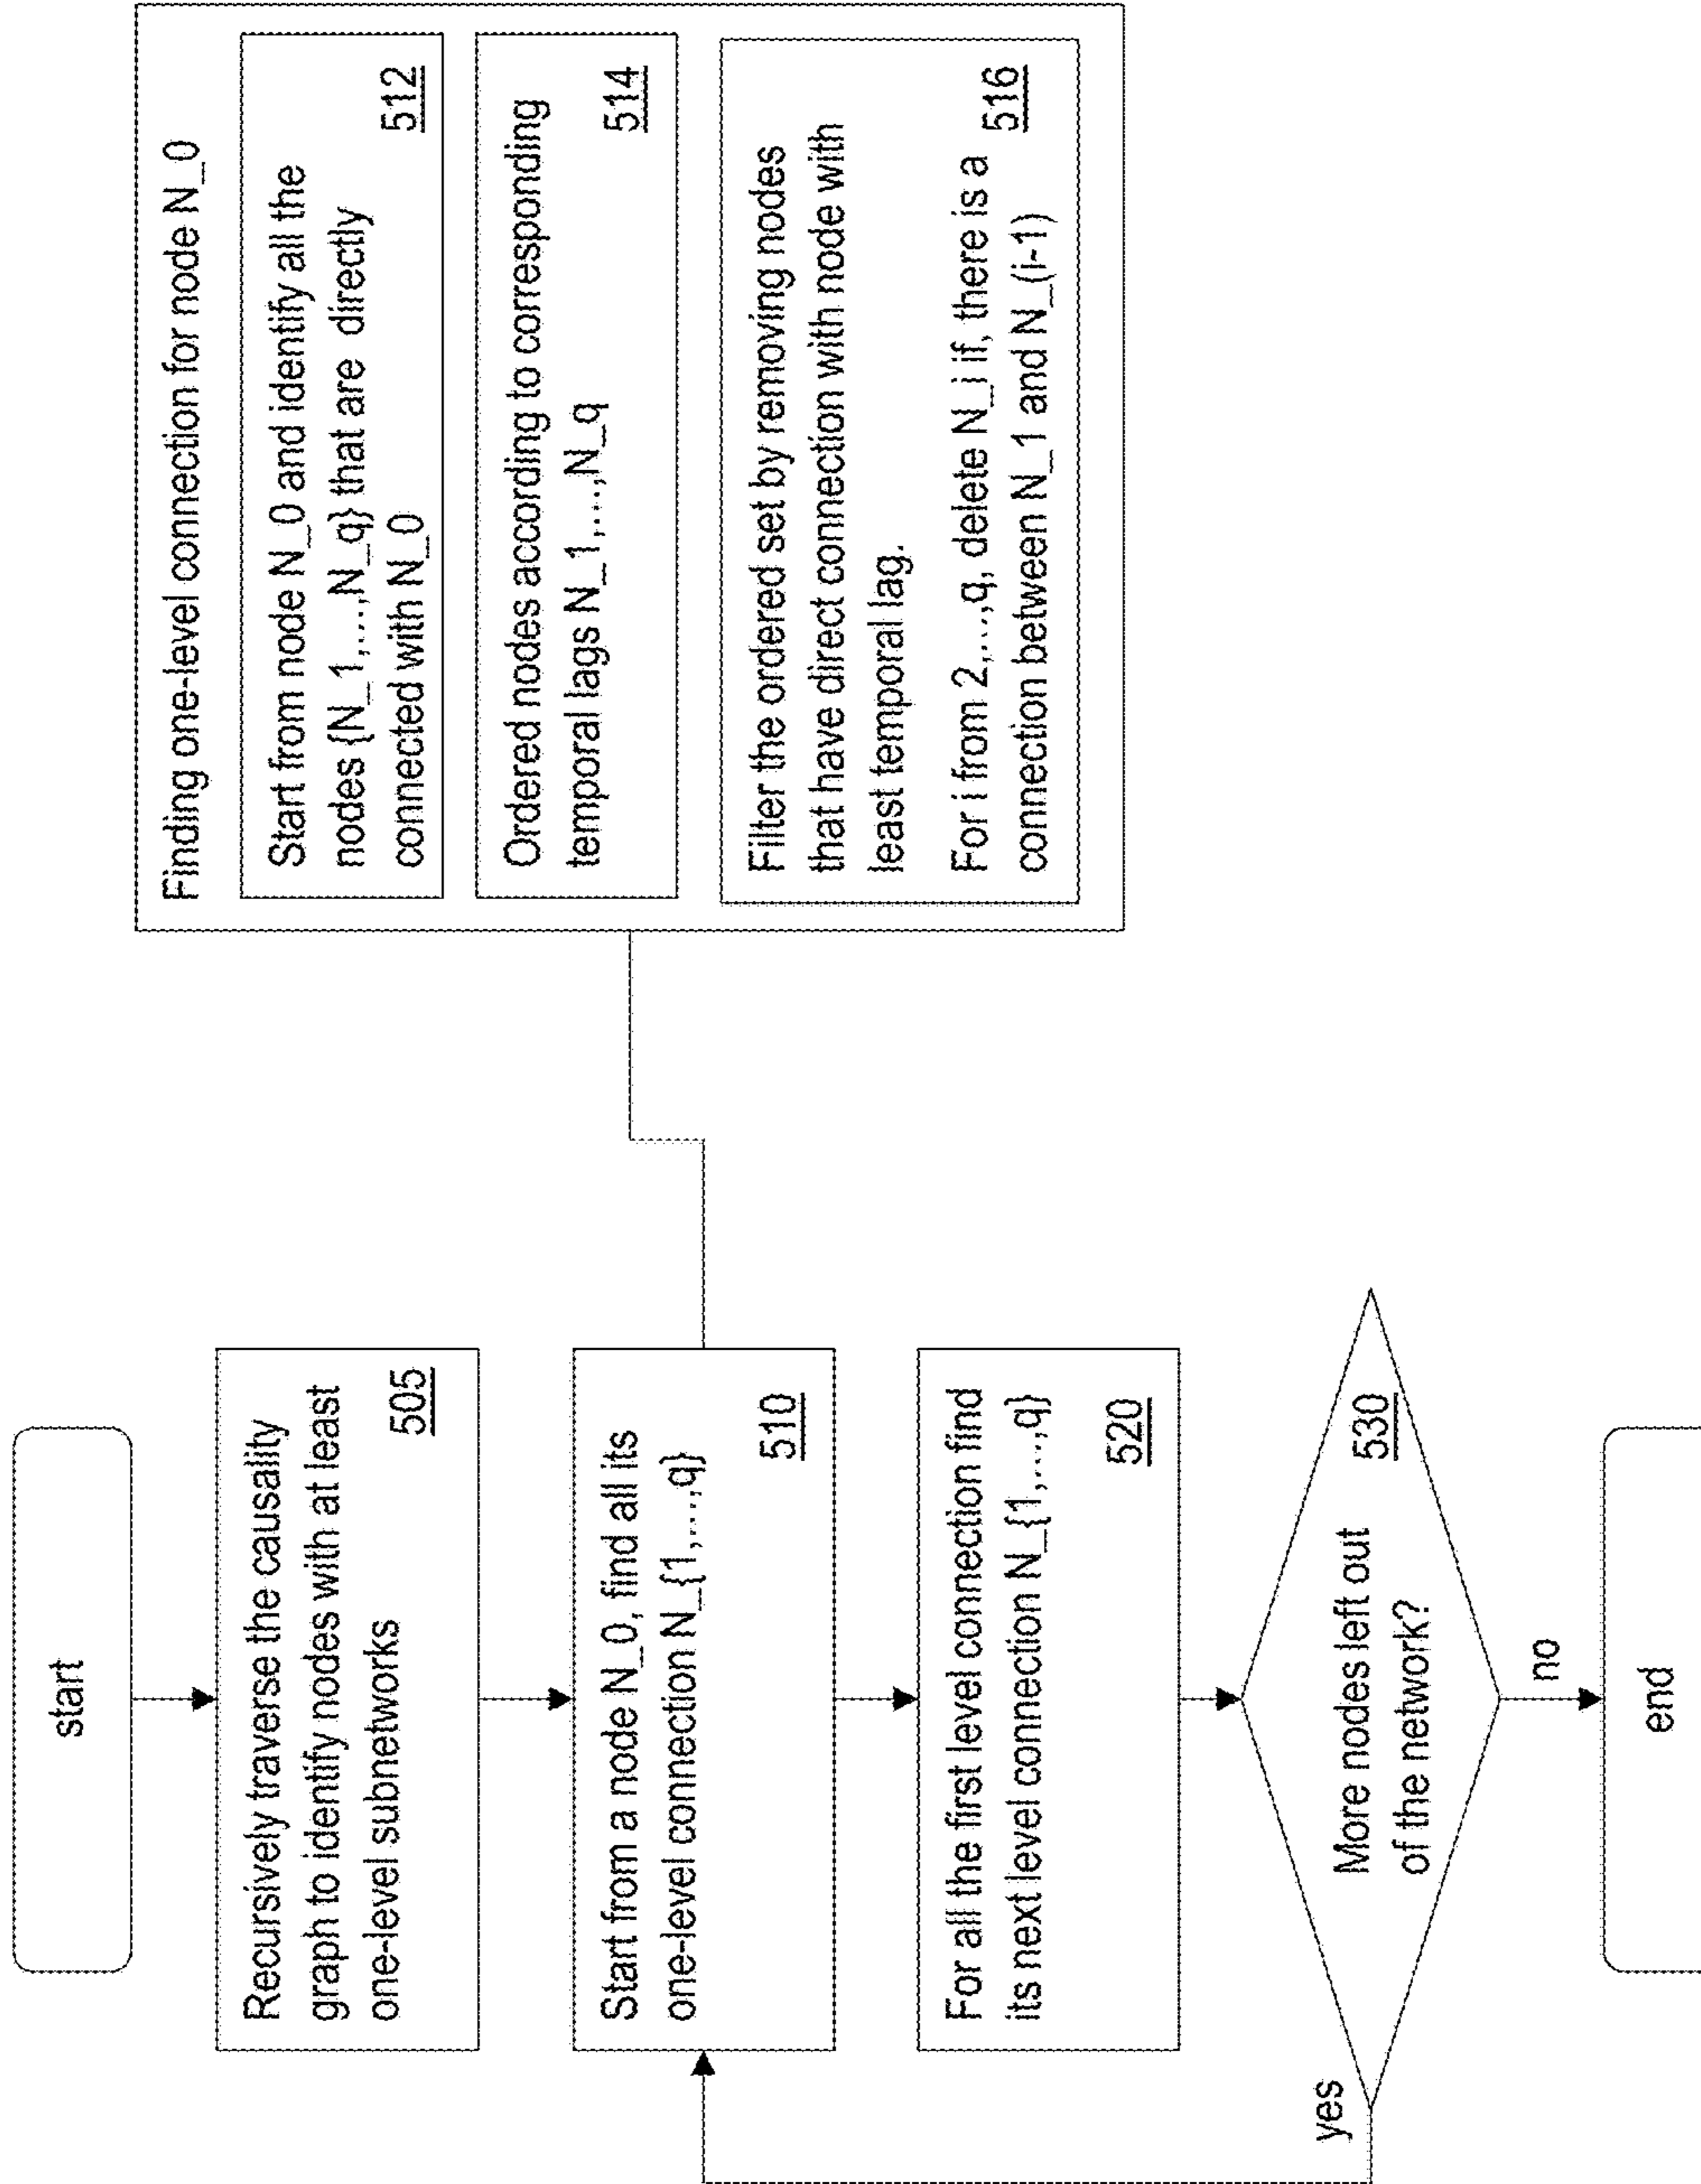 start
Recursively traverse the causality
graph to identify nodes with at least
one-level subnetworks
505
Start from a node N_0, find all its
one-level connection N_{1,...,q}
510
For all the first level connection find
its next level connection N_{1,...,q}
520
More nodes left out
of the network?
530
yes
no
end
Finding one-level connection for node N_0
Start from node N_0 and identify all the
nodes {N_1,...,N_q} that are directly
connected with N_0
512
Ordered nodes according to corresponding
temporal lags N_1,...,N_q
514
Filter the ordered set by removing nodes
that have direct connection with node with
least temporal lag.
For i from 2,...,q, delete N_i if, there is a
connection between N_1 and N_(i-1)
516